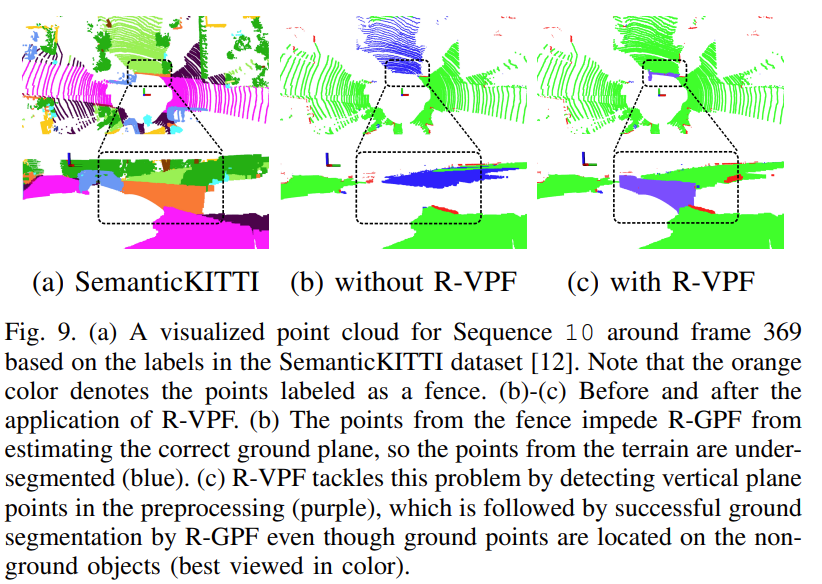 (a) SemanticKITTI (b) without R-VPF (c) with R-VPF
Fig. 9. (a) A visualized point cloud for Sequence 10 around frame 369
based on the labels in the SemanticKITTI dataset [12]. Note that the orange
color denotes the points labeled as a fence. (b)-(c) Before and after the
application of R-VPF. (b) The points from the fence impede R-GPF from
estimating the correct ground plane, so the points from the terrain are under-
segmented (blue). (c) R-VPF tackles this problem by detecting vertical plane
points in the preprocessing (purple), which is followed by successful ground
segmentation by R-GPF even though ground points are located on the non-
ground objects (best viewed in color).